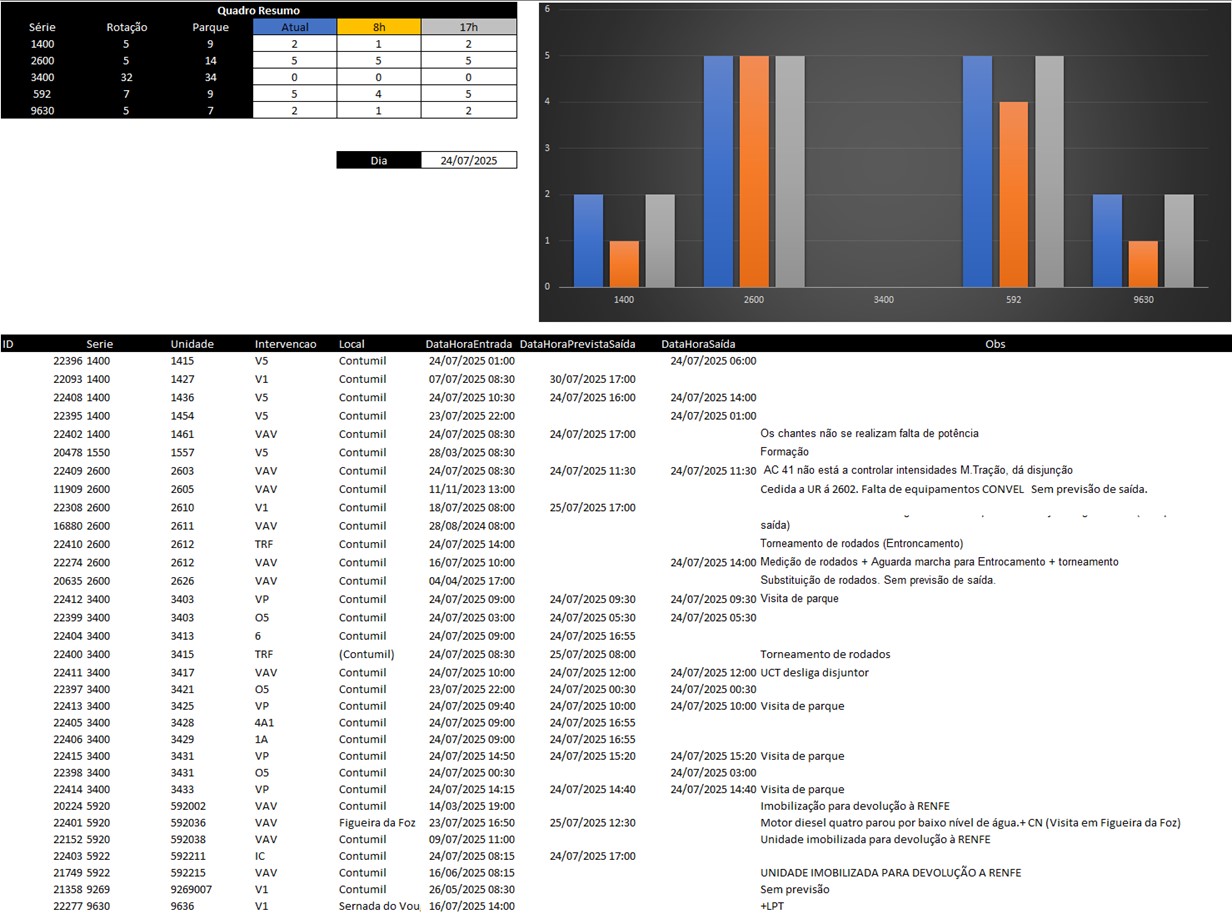 Quadro Resumo
Série Rotação Parque Atual 8h 17h
1400 5 9 2 1 2
2600 5 14 5 5 5
3400 32 34 0 0 0
592 7 9 5 4 5
9630 5 7 2 1 2
Dia 24/07/2025
6
5
4
3
2
1
0
1400 2600 3400 592 9630
ID Serie Unidade Intervencao Local DataHoraEntrada DataHoraPrevistaSaída DataHoraSaída Obs
22396 1400 1415 V5 Contumil 24/07/2025 01:00 24/07/2025 06:00
22093 1400 1427 V1 Contumil 07/07/2025 08:30 30/07/2025 17:00
22408 1400 1436 V5 Contumil 24/07/2025 10:30 24/07/2025 16:00 24/07/2025 14:00
22395 1400 1454 V5 Contumil 23/07/2025 22:00 24/07/2025 01:00
22402 1400 1461 VAV Contumil 24/07/2025 08:30 24/07/2025 17:00 Os chantes não se realizam falta de potência
20478 1550 1557 V5 Contumil 28/03/2025 08:30 Formação
22409 2600 2603 VAV Contumil 24/07/2025 08:30 24/07/2025 11:30 24/07/2025 11:30 AC 41 não está a controlar intensidades M.Tração, dá disjunção
11909 2600 2605 VAV Contumil 11/11/2023 13:00 Cedida a UR á 2602. Falta de equipamentos CONVEL Sem previsão de saída.
22308 2600 2610 V1 Contumil 18/07/2025 08:00 25/07/2025 17:00
16880 2600 2611 VAV Contumil 28/08/2024 08:00 saída)
22410 2600 2612 TRF Contumil 24/07/2025 14:00 Torneamento de rodados (Entroncamento)
22274 2600 2612 VAV Contumil 16/07/2025 10:00 24/07/2025 14:00 Medição de rodados + Aguarda marcha para Entrocamento + torneamento
20635 2600 2626 VAV Contumil 04/04/2025 17:00 Substituição de rodados. Sem previsão de saída.
22412 3400 3403 VP Contumil 24/07/2025 09:00 24/07/2025 09:30 24/07/2025 09:30 Visita de parque
22399 3400 3403 O5 Contumil 24/07/2025 03:00 24/07/2025 05:30 24/07/2025 05:30
22404 3400 3413 6 Contumil 24/07/2025 09:00 24/07/2025 16:55
22400 3400 3415 TRF (Contumil) 24/07/2025 08:30 25/07/2025 08:00 Torneamento de rodados
22411 3400 3417 VAV Contumil 24/07/2025 10:00 24/07/2025 12:00 24/07/2025 12:00 UCT desliga disjuntor
22397 3400 3421 O5 Contumil 23/07/2025 22:00 24/07/2025 00:30 24/07/2025 00:30
22413 3400 3425 VP Contumil 24/07/2025 09:40 24/07/2025 10:00 24/07/2025 10:00 Visita de parque
22405 3400 3428 4A1 Contumil 24/07/2025 09:00 24/07/2025 16:55
22406 3400 3429 1A Contumil 24/07/2025 09:00 24/07/2025 16:55
22415 3400 3431 VP Contumil 24/07/2025 14:50 24/07/2025 15:20 24/07/2025 15:20 Visita de parque
22398 3400 3431 O5 Contumil 24/07/2025 00:30 24/07/2025 03:00
22414 3400 3433 VP Contumil 24/07/2025 14:15 24/07/2025 14:40 24/07/2025 14:40 Visita de parque
20224 5920 592002 VAV Contumil 14/03/2025 19:00 Imobilização para devolução à RENFE
22401 5920 592036 VAV Figueira da Foz 23/07/2025 16:50 25/07/2025 12:30 Motor diesel quatro parou por baixo nível de água.+ CN (Visita em Figueira da Foz)
22152 5920 592038 VAV Contumil 09/07/2025 11:00 Unidade imobilizada para devolução à RENFE
22403 5922 592211 IC Contumil 24/07/2025 08:15 24/07/2025 17:00
21749 5922 592215 VAV Contumil 16/06/2025 08:15 UNIDADE IMOBILIZADA PARA DEVOLUÇÃO A RENFE
21358 9269 9269007 V1 Contumil 26/05/2025 08:30 Sem previsão
22277 9630 9636 V1 Sernada do Vou 16/07/2025 14:00 +LPT